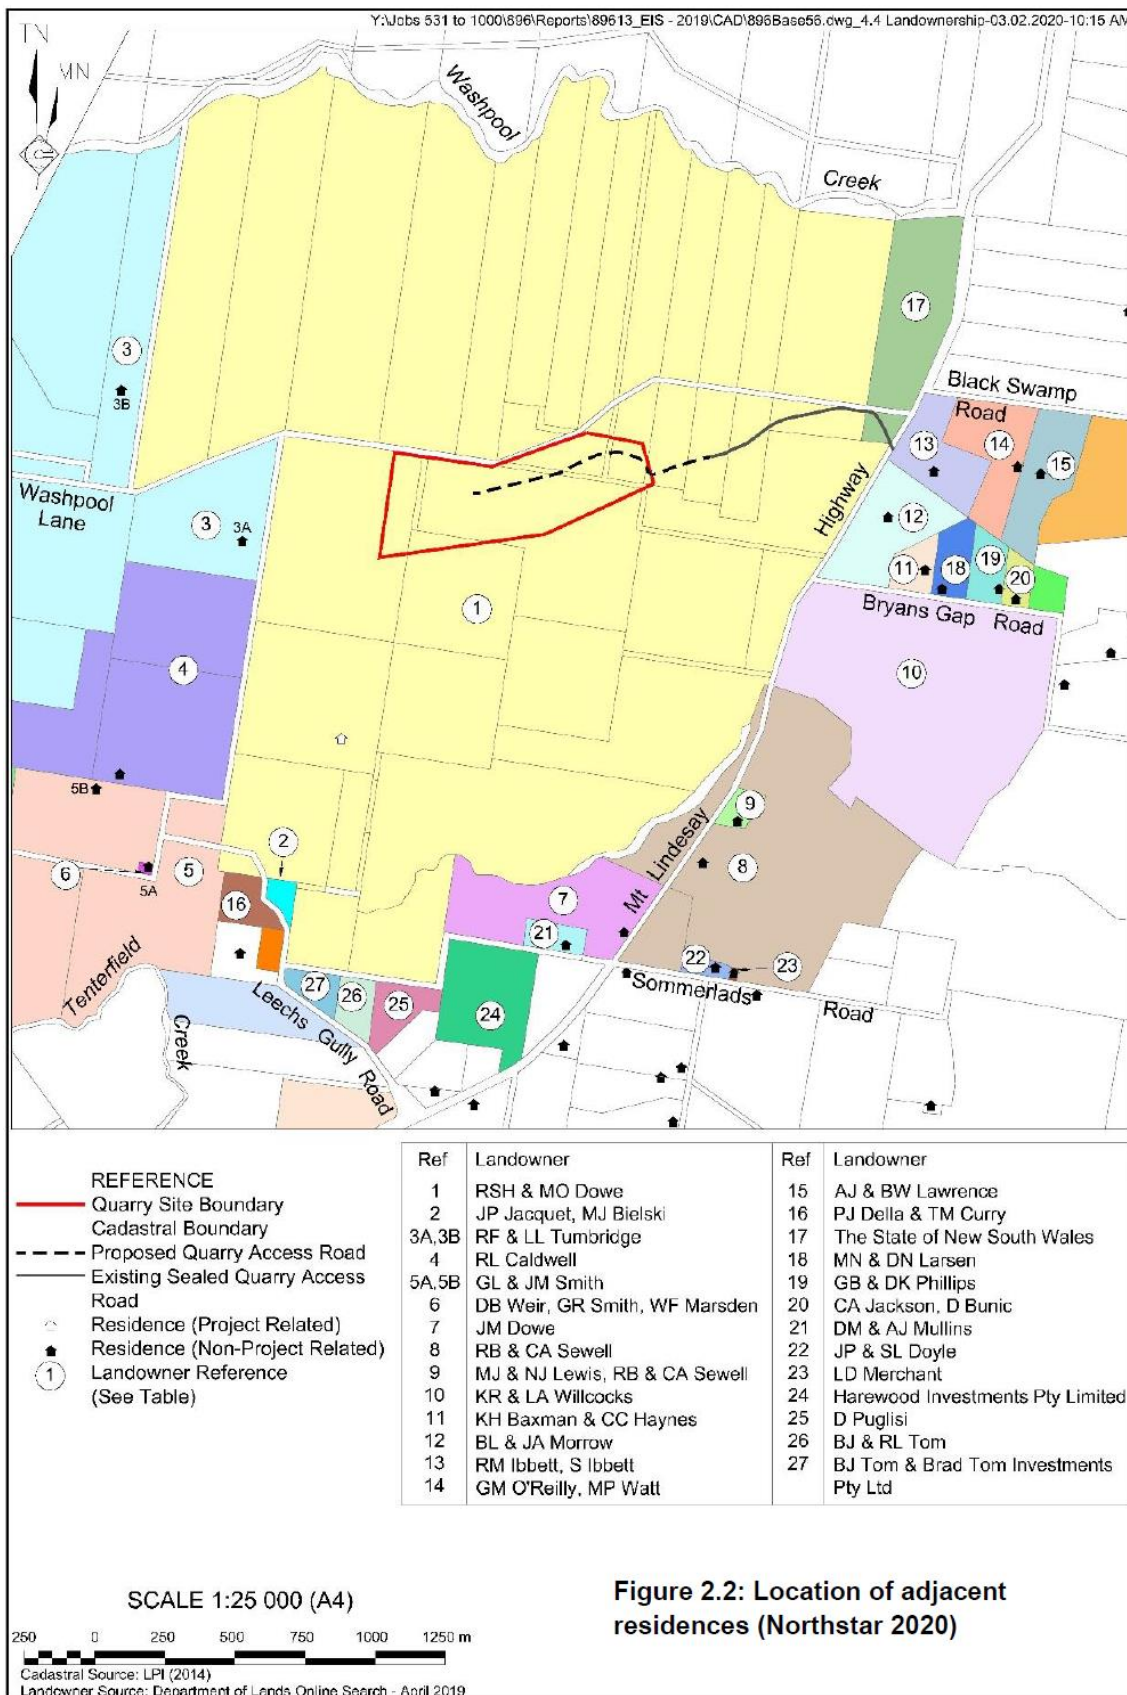 Y:\Jobs 531 to 1000\896\Reports\89613_EIS - 2019\CAD\896Base56.dwg_4.4 Landownership-03.02.2020-10:15 AM
TN
MN
Washpool
Creek
17
3
3B
Black Swamp
Road
13
14
15
Washpool
Lane
3
3A
Highway
12
11
18
19
20
1
Bryans Gap Road
4
10
5B
9
2
Mt Lindesay
8
6
5
5A
16
7
21
22
23
Tenterfield
Sommerlads Road
Leechs Gully Road
27
26
25
24
Creek
REFERENCE
Quarry Site Boundary
Cadastral Boundary
Proposed Quarry Access Road
Existing Sealed Quarry Access
Road
Residence (Project Related)
Residence (Non-Project Related)
1 Landowner Reference
(See Table)
Ref Landowner
1 RSH & MO Dowe
2 JP Jacquet, MJ Bielski
3A,3B RF & LL Tumbridge
4 RL Caldwell
5A,5B GL & JM Smith
6 DB Weir, GR Smith, WF Marsden
7 JM Dowe
8 RB & CA Sewell
9 MJ & NJ Lewis, RB & CA Sewell
10 KR & LA Willcocks
11 KH Baxman & CC Haynes
12 BL & JA Morrow
13 RM Ibbett, S Ibbett
14 GM O'Reilly, MP Watt
Ref Landowner
15 AJ & BW Lawrence
16 PJ Della & TM Curry
17 The State of New South Wales
18 MN & DN Larsen
19 GB & DK Phillips
20 CA Jackson, D Bunic
21 DM & AJ Mullins
22 JP & SL Doyle
23 LD Merchant
24 Harewood Investments Pty Limited
25 D Puglisi
26 BJ & RL Tom
27 BJ Tom & Brad Tom Investments
Pty Ltd
SCALE 1:25 000 (A4)
250 0 250 500 750 1000 1250 m
Cadastral Source: LPI (2014)
Landowner Source: Department of Lands Online Search - April 2019
Figure 2.2: Location of adjacent
residences (Northstar 2020)